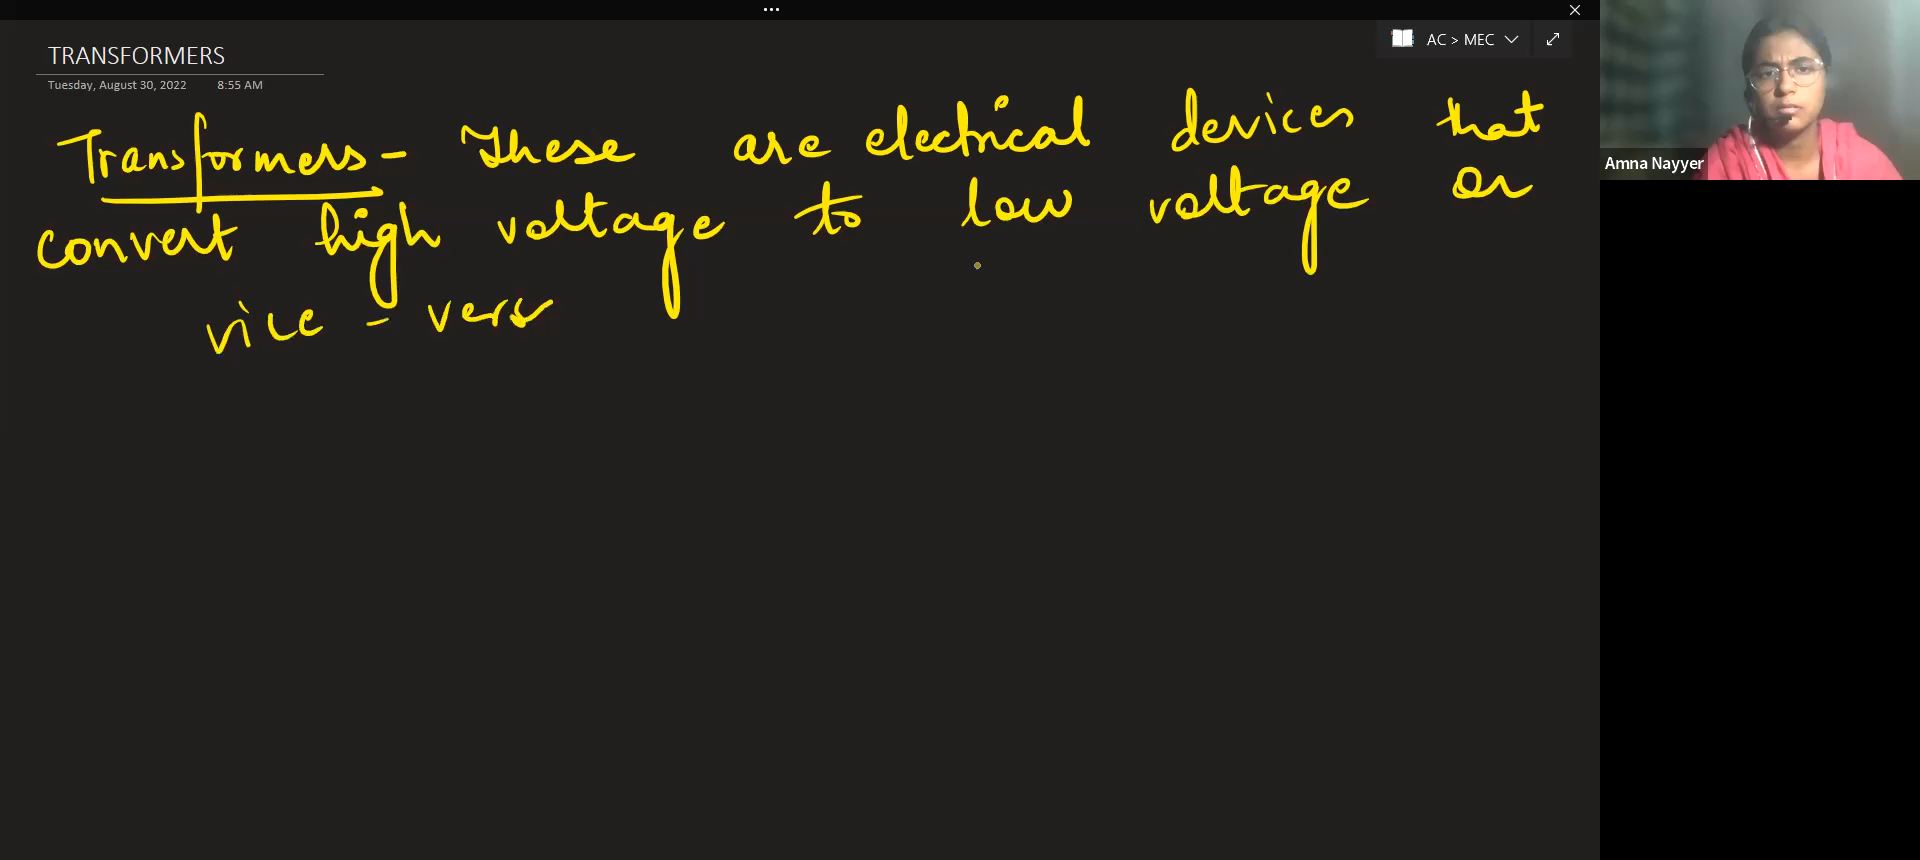 AC > MEC
TRANSFORMERS
Tuesday, August 30, 2022 8:55 AM
Transformers - These are electrical devices that
convert high voltage to low voltage or
vice - vers
Amna Nayyer